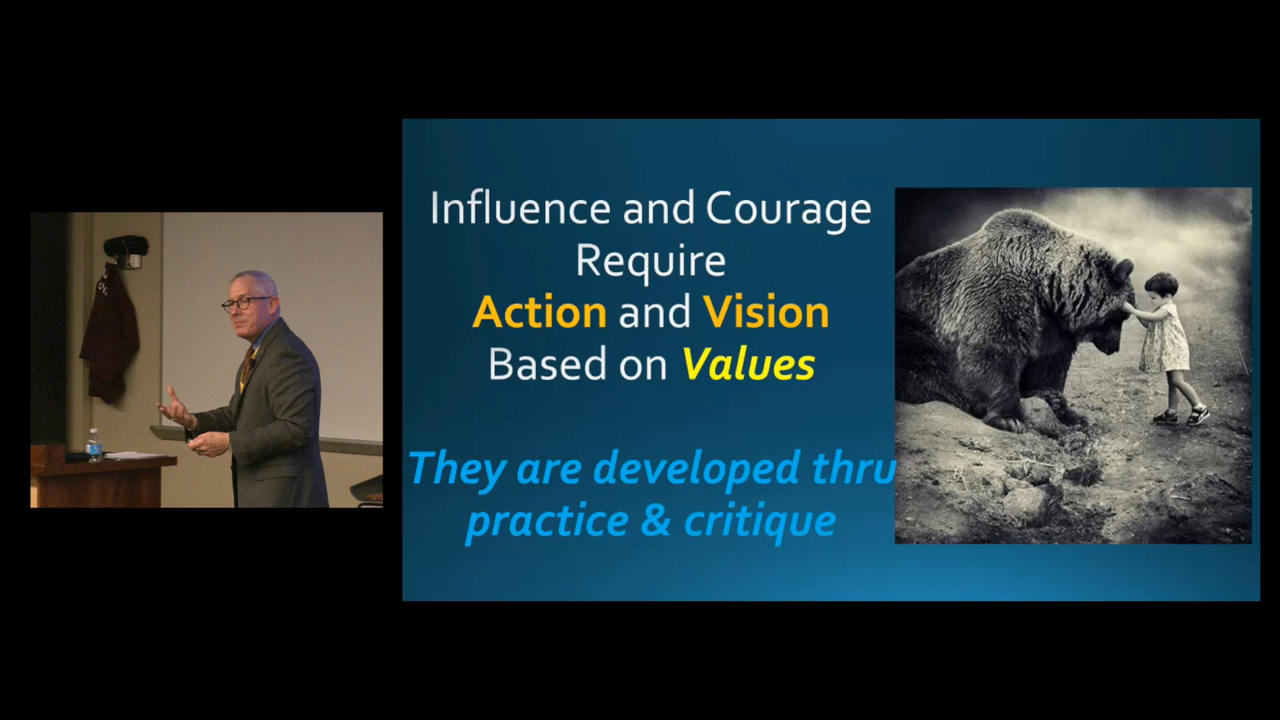 Influence and Courage
Require
Action and Vision
Based on Values
They are developed thru
practice & critique